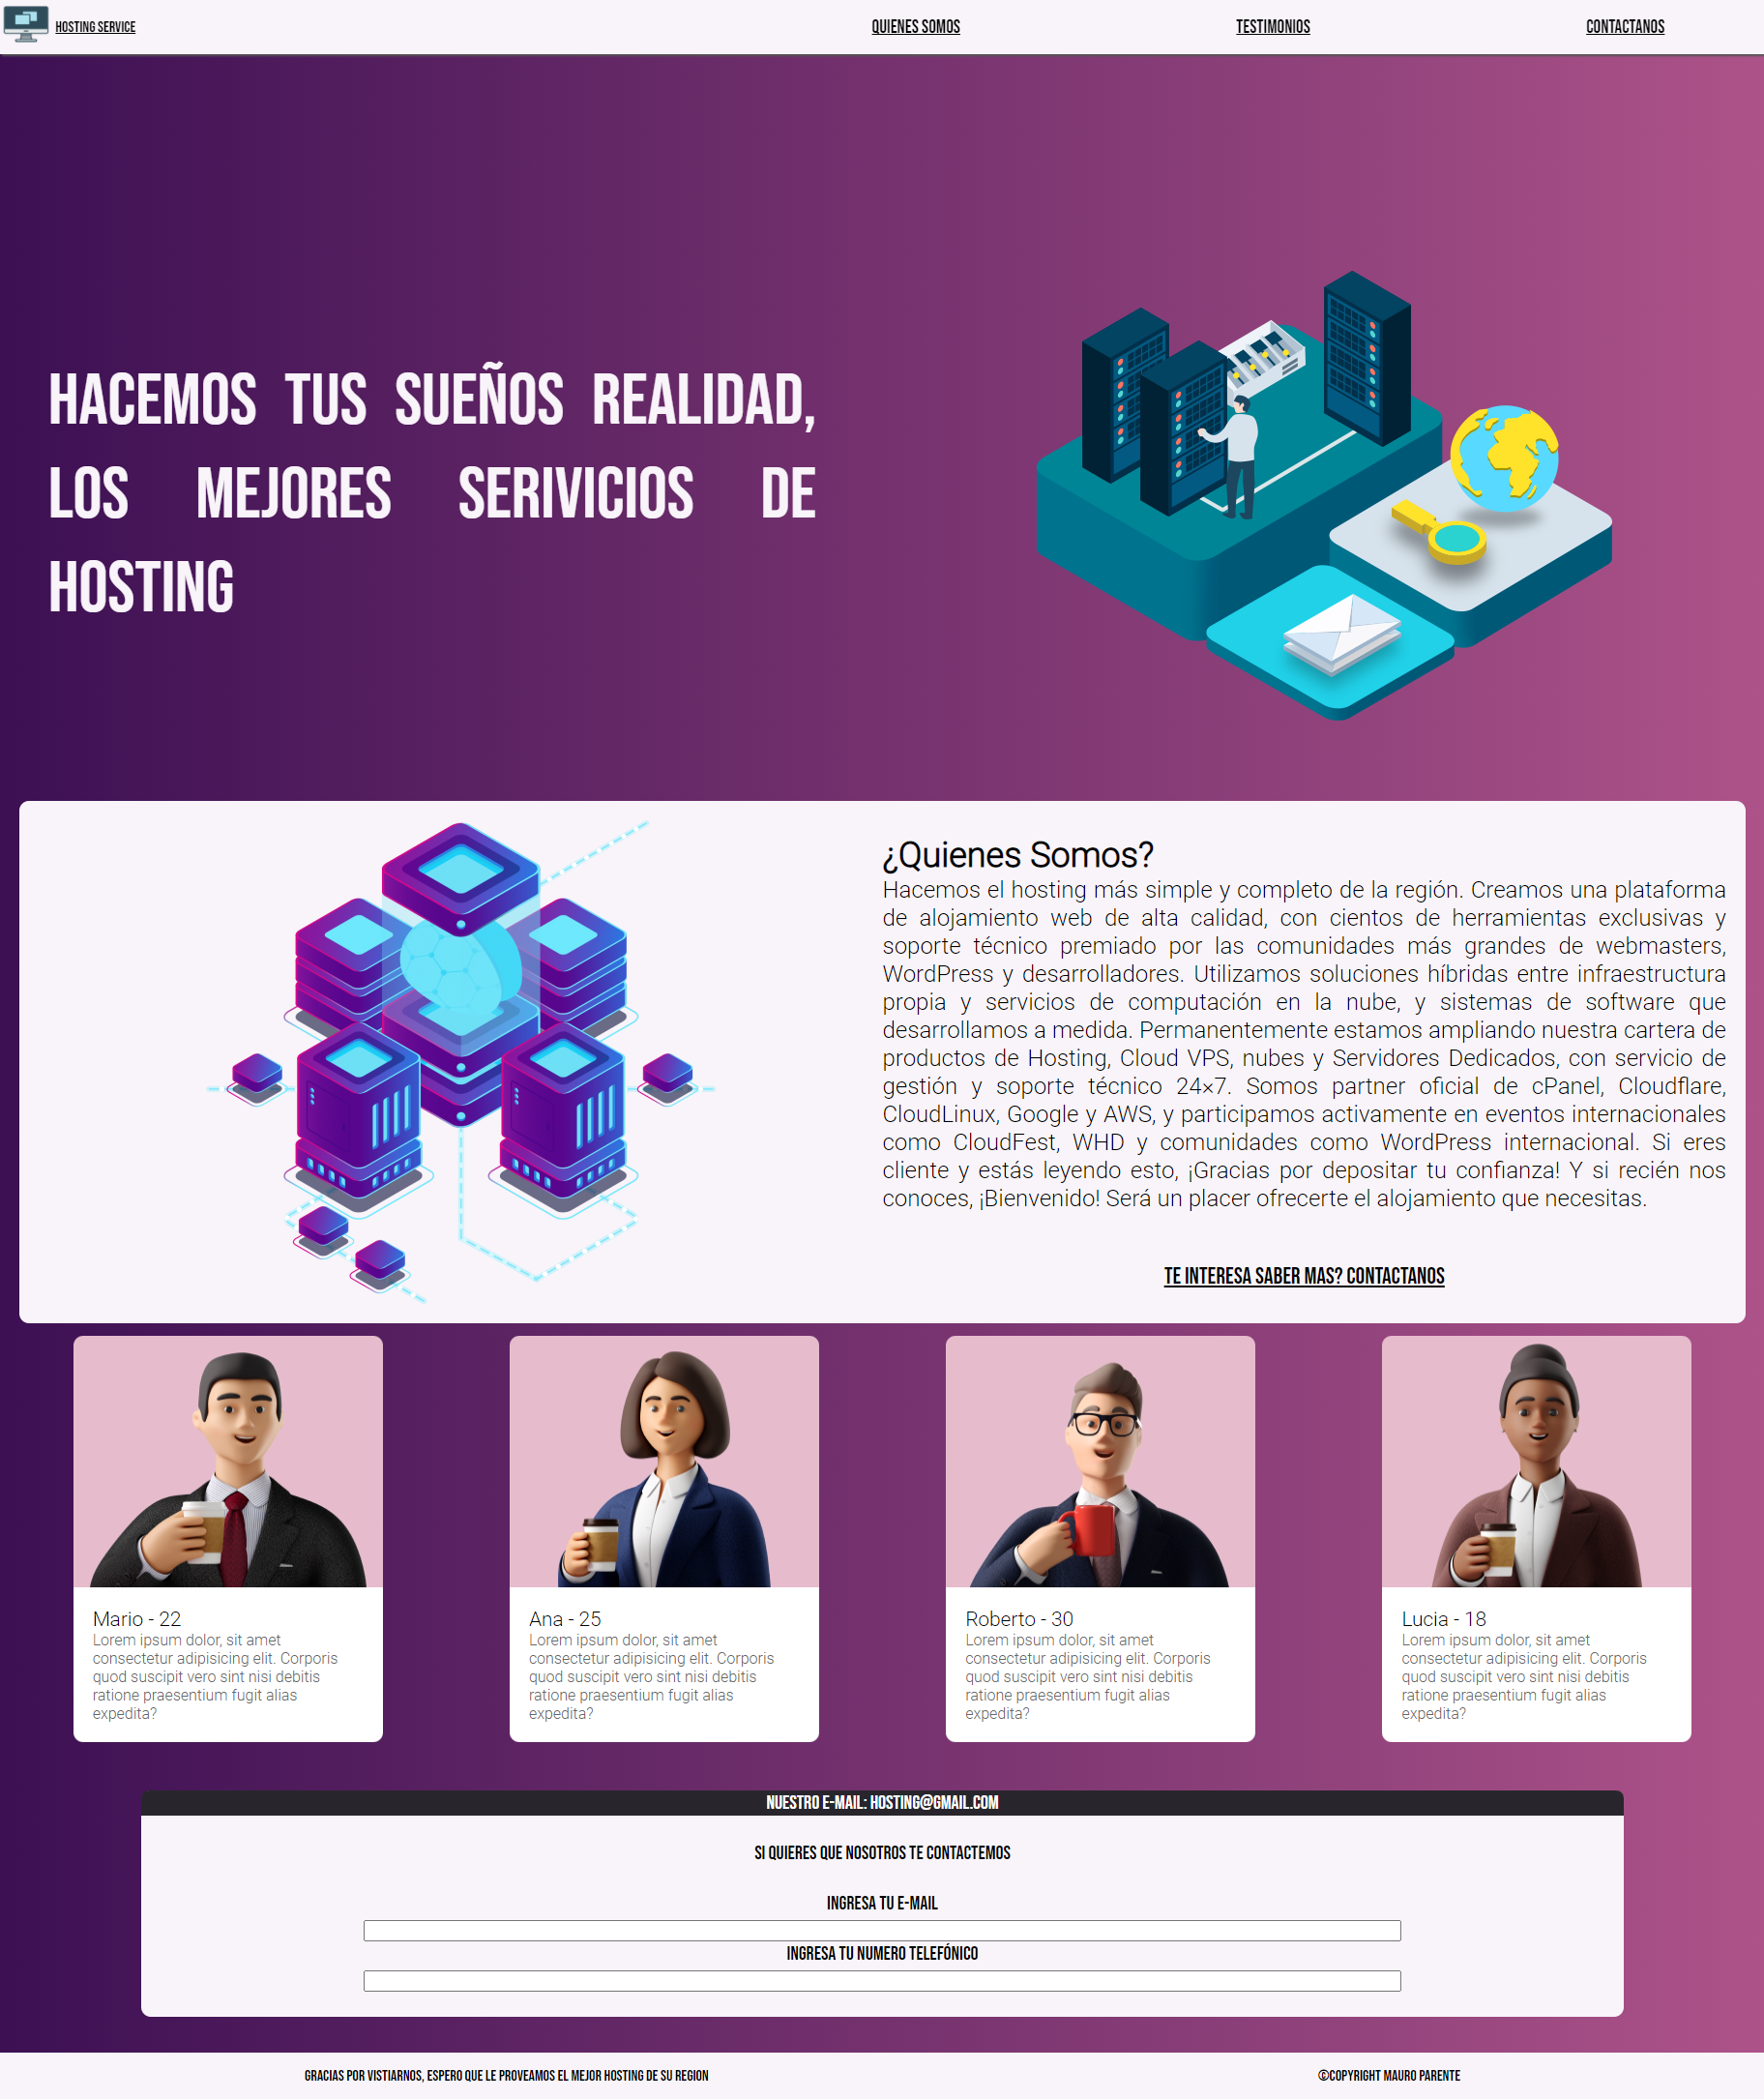 HOSTING SERVICE
QUIENES SOMOS
TESTIMONIOS
CONTACTANOS
HACEMOS TUS SUEÑOS REALIDAD,
LOS MEJORES SERIVICIOS DE
HOSTING
¿Quienes Somos?
Hacemos el hosting más simple y completo de la región. Creamos una plataforma
de alojamiento web de alta calidad, con cientos de herramientas exclusivas y
soporte técnico premiado por las comunidades más grandes de webmasters,
WordPress y desarrolladores. Utilizamos soluciones híbridas entre infraestructura
propia y servicios de computación en la nube, y sistemas de software que
desarrollamos a medida. Permanentemente estamos ampliando nuestra cartera de
productos de Hosting, Cloud VPS, nubes y Servidores Dedicados, con servicio de
gestión y soporte técnico 24×7. Somos partner oficial de cPanel, Cloudflare,
CloudLinux, Google y AWS, y participamos activamente en eventos internacionales
como CloudFest, WHD y comunidades como WordPress internacional. Si eres
cliente y estás leyendo esto, ¡Gracias por depositar tu confianza! Y si recién nos
conoces, ¡Bienvenido! Será un placer ofrecerte el alojamiento que necesitas.
TE INTERESA SABER MAS? CONTACTANOS
Mario - 22
Lorem ipsum dolor, sit amet
consectetur adipisicing elit. Corporis
quod suscipit vero sint nisi debitis
ratione praesentium fugit alias
expedita?
Ana - 25
Lorem ipsum dolor, sit amet
consectetur adipisicing elit. Corporis
quod suscipit vero sint nisi debitis
ratione praesentium fugit alias
expedita?
Roberto - 30
Lorem ipsum dolor, sit amet
consectetur adipisicing elit. Corporis
quod suscipit vero sint nisi debitis
ratione praesentium fugit alias
expedita?
Lucia - 18
Lorem ipsum dolor, sit amet
consectetur adipisicing elit. Corporis
quod suscipit vero sint nisi debitis
ratione praesentium fugit alias
expedita?
NUESTRO E-MAIL: HOSTING@GMAIL.COM
SI QUIERES QUE NOSOTROS TE CONTACTEMOS
INGRESA TU E-MAIL
INGRESA TU NUMERO TELEFÓNICO
GRACIAS POR VISTIARNOS, ESPERO QUE LE PROVEAMOS EL MEJOR HOSTING DE SU REGION
©COPYRIGHT MAURO PARENTE